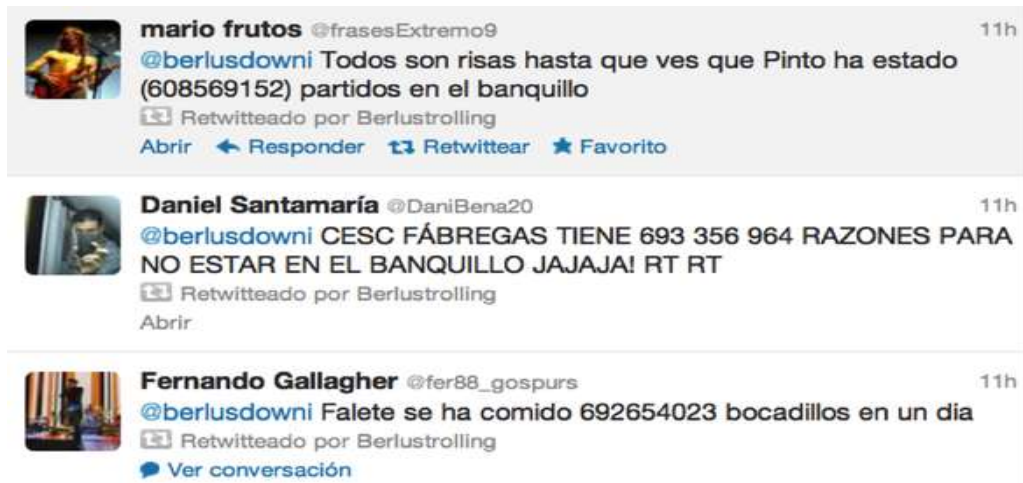 mario frutos @frasesExtremo9 11h
@berlusdowni Todos son risas hasta que ves que Pinto ha estado
(608569152) partidos en el banquillo
Retwitteado por Berlustrolling
Abrir Responder Retwittear Favorito
Daniel Santamaría @DaniBena20 11h
@berlusdowni CESC FÁBREGAS TIENE 693 356 964 RAZONES PARA
NO ESTAR EN EL BANQUILLO JAJAJA! RT RT
Retwitteado por Berlustrolling
Abrir
Fernando Gallagher @fer88_gospurs 11h
@berlusdowni Falete se ha comido 692654023 bocadillos en un dia
Retwitteado por Berlustrolling
Ver conversación